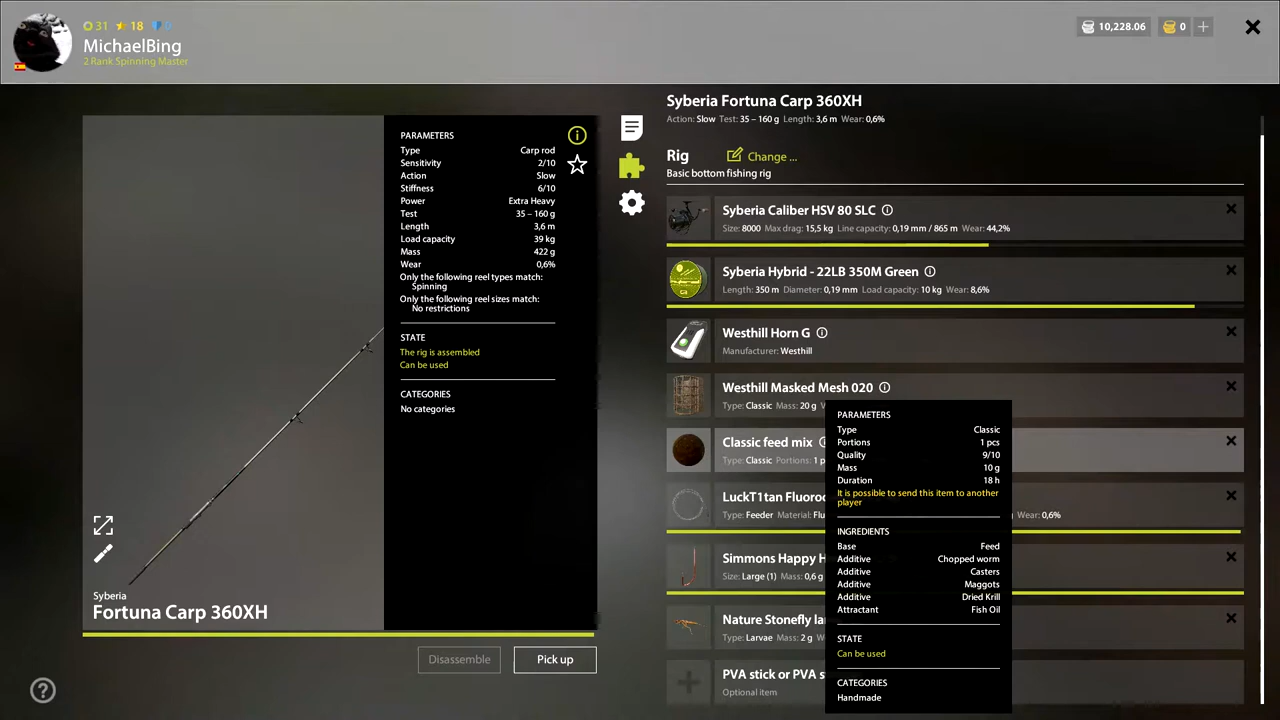 31 18
MichaelBing
2 Rank Spinning Master
10,228.06 0 +
PARAMETERS
Type Carp rod
Sensitivity 2/10
Action Slow
Stiffness 6/10
Power Extra Heavy
Test 35 – 160 g
Length 3,6 m
Load capacity 39 kg
Mass 422 g
Wear 0,6%
Only the following reel types match:
Spinning
Only the following reel sizes match:
No restrictions
STATE
The rig is assembled
Can be used
CATEGORIES
No categories
Syberia
Fortuna Carp 360XH
Disassemble Pick up
?
Syberia Fortuna Carp 360XH
Action: Slow Test: 35 – 160 g Length: 3,6 m Wear: 0,6%
Rig Change ...
Basic bottom fishing rig
Syberia Caliber HSV 80 SLC
Size: 8000 Max drag: 15,5 kg Line capacity: 0,19 mm / 865 m Wear: 44,2%
Syberia Hybrid - 22LB 350M Green
Length: 350 m Diameter: 0,19 mm Load capacity: 10 kg Wear: 8,6%
Westhill Horn G
Manufacturer: Westhill
Westhill Masked Mesh 020
Type: Classic Mass: 20 g
Classic feed mix
Type: Classic Portions: 1 p
LuckT1tan Fluoro
Type: Feeder Material: Flu Wear: 0,6%
Simmons Happy H
Size: Large (1) Mass: 0,6 g
Nature Stonefly la
Type: Larvae Mass: 2 g W
PVA stick or PVA s
Optional item
PARAMETERS
Type Classic
Portions 1 pcs
Quality 9/10
Mass 10 g
Duration 18 h
It is possible to send this item to another
player
INGREDIENTS
Base Feed
Additive Chopped worm
Additive Casters
Additive Maggots
Additive Dried Krill
Attractant Fish Oil
STATE
Can be used
CATEGORIES
Handmade